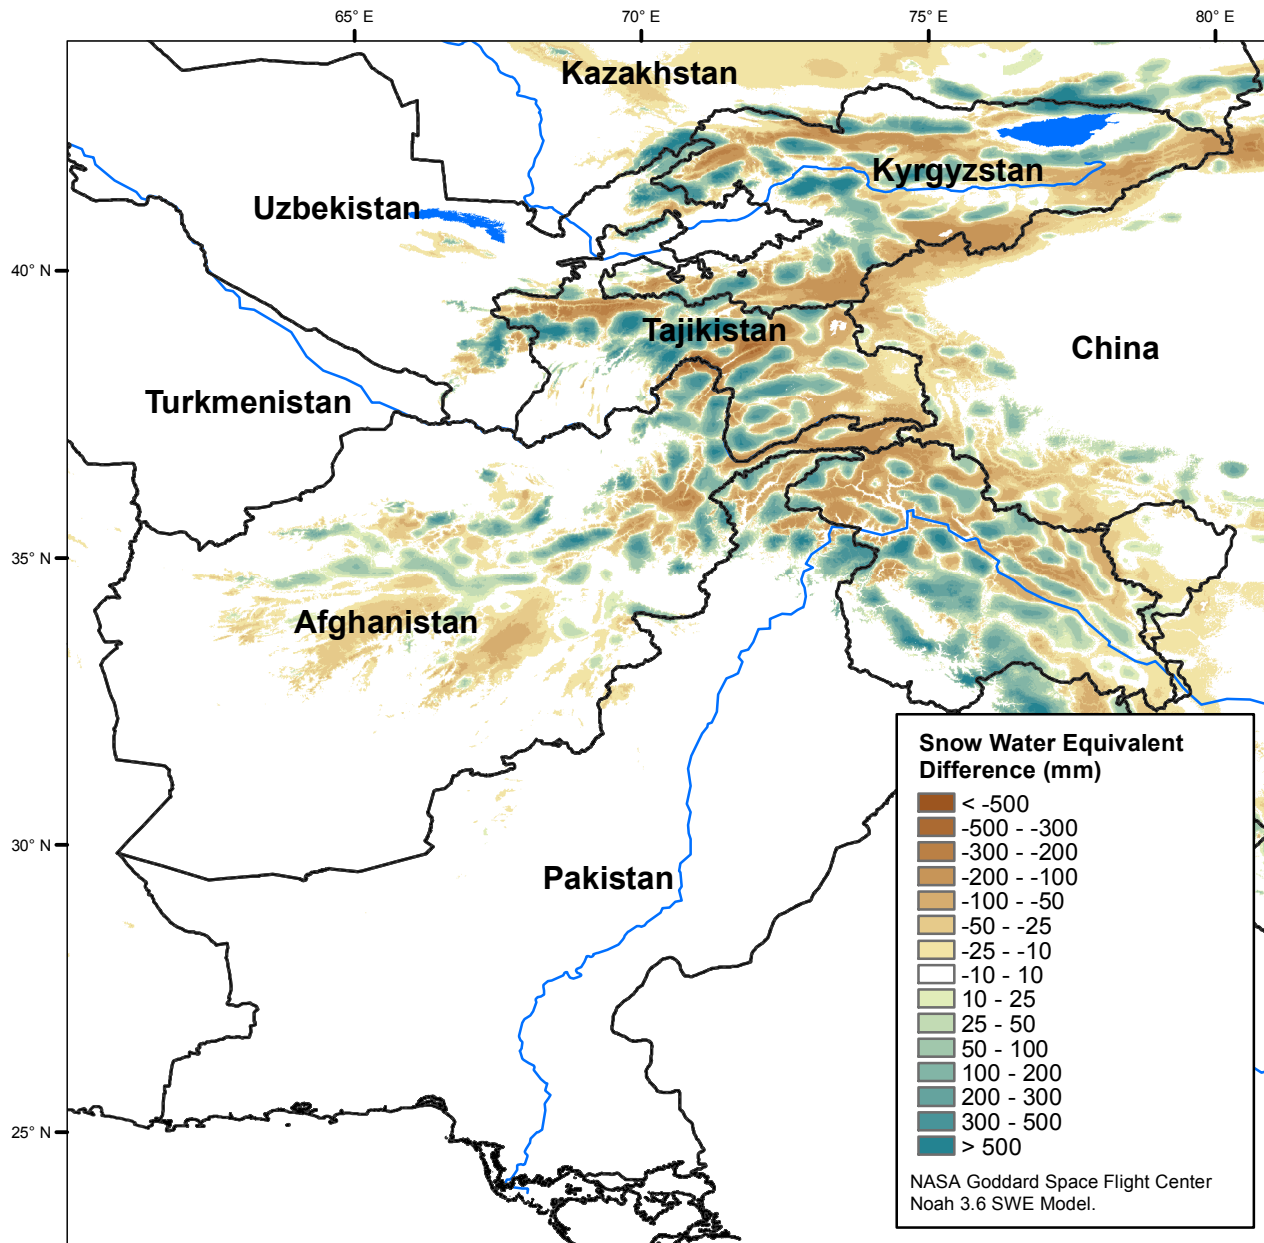 65° E
70° E
75° E
80° E
Kazakhstan
Kyrgyzstan
Uzbekistan
40° N
Tajikistan
China
Turkmenistan
35° N
Afghanistan
30° N
Pakistan
25° N
Snow Water Equivalent
Difference (mm)
< -500
-500 - -300
-300 - -200
-200 - -100
-100 - -50
-50 - -25
-25 - -10
-10 - 10
10 - 25
25 - 50
50 - 100
100 - 200
200 - 300
300 - 500
> 500
NASA Goddard Space Flight Center
Noah 3.6 SWE Model.